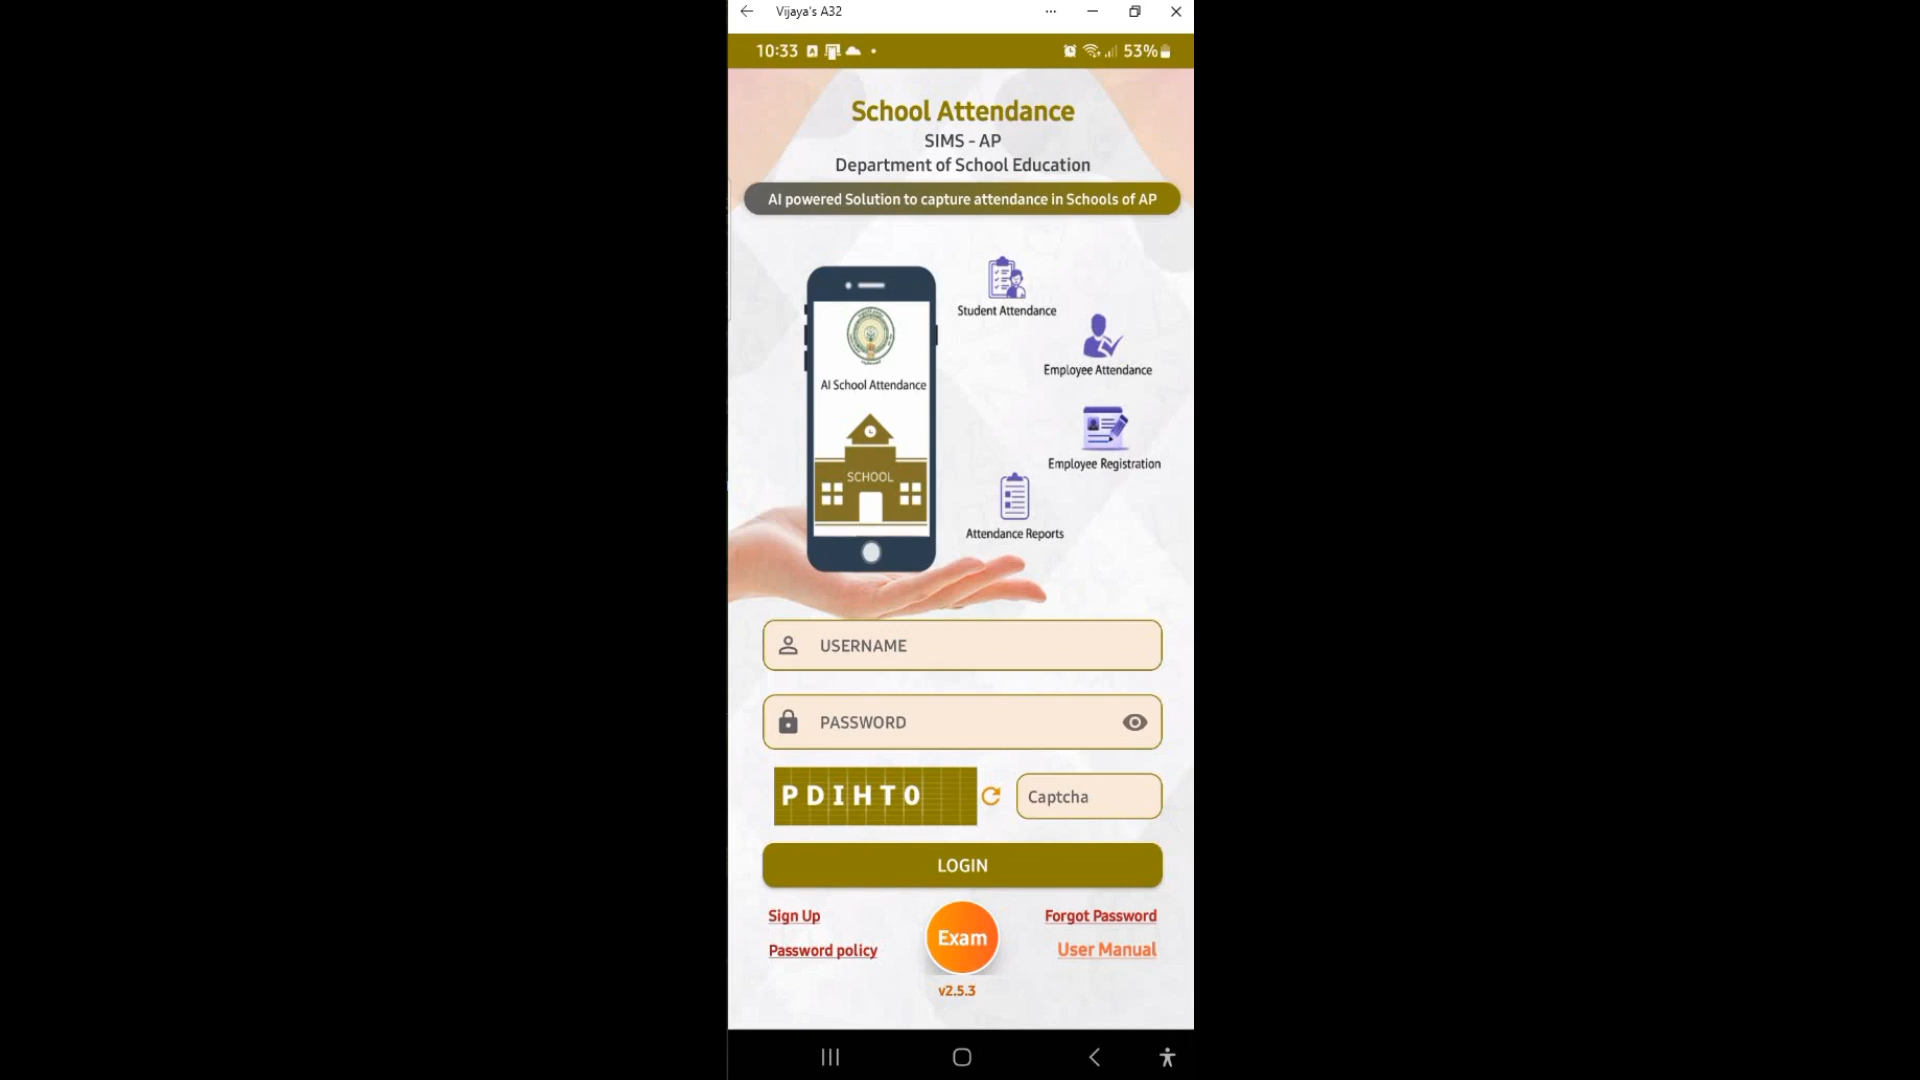 Vijaya's A32
10:33
53%
School Attendance
SIMS - AP
Department of School Education
AI powered Solution to capture attendance in Schools of AP
Student Attendance
Employee Attendance
AI School Attendance
Employee Registration
SCHOOL
Attendance Reports
USERNAME
PASSWORD
PDIHTO
Captcha
LOGIN
Sign Up
Forgot Password
Exam
Password policy
User Manual
v2.5.3